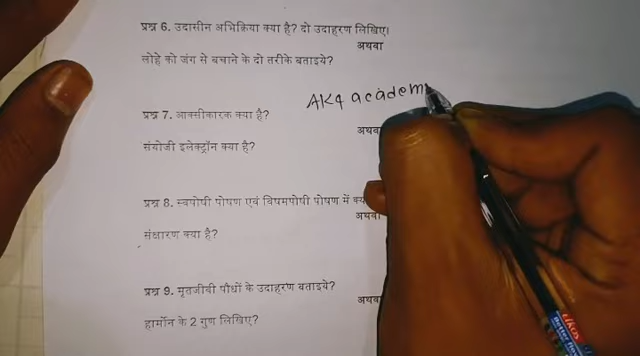 प्रश्न 6. उदासीन अभिक्रिया क्या है? दो उदाहरण लिखिए।
अथवा
लोहे को जंग से बचाने के दो तरीके बताइये?
AK4 academ
प्रश्न 7. आक्सीकारक क्या है?
अथवा
संयोजी इलेक्ट्रॉन क्या है?
प्रश्न 8. स्वपोषी पोषण एवं विषमपोषी पोषण में
अथवा
संक्षारण क्या है?
प्रश्न 9. मृतजीवी पौधों के उदाहरण बताइये?
अथवा
हार्मोन के 2 गुण लिखिए?